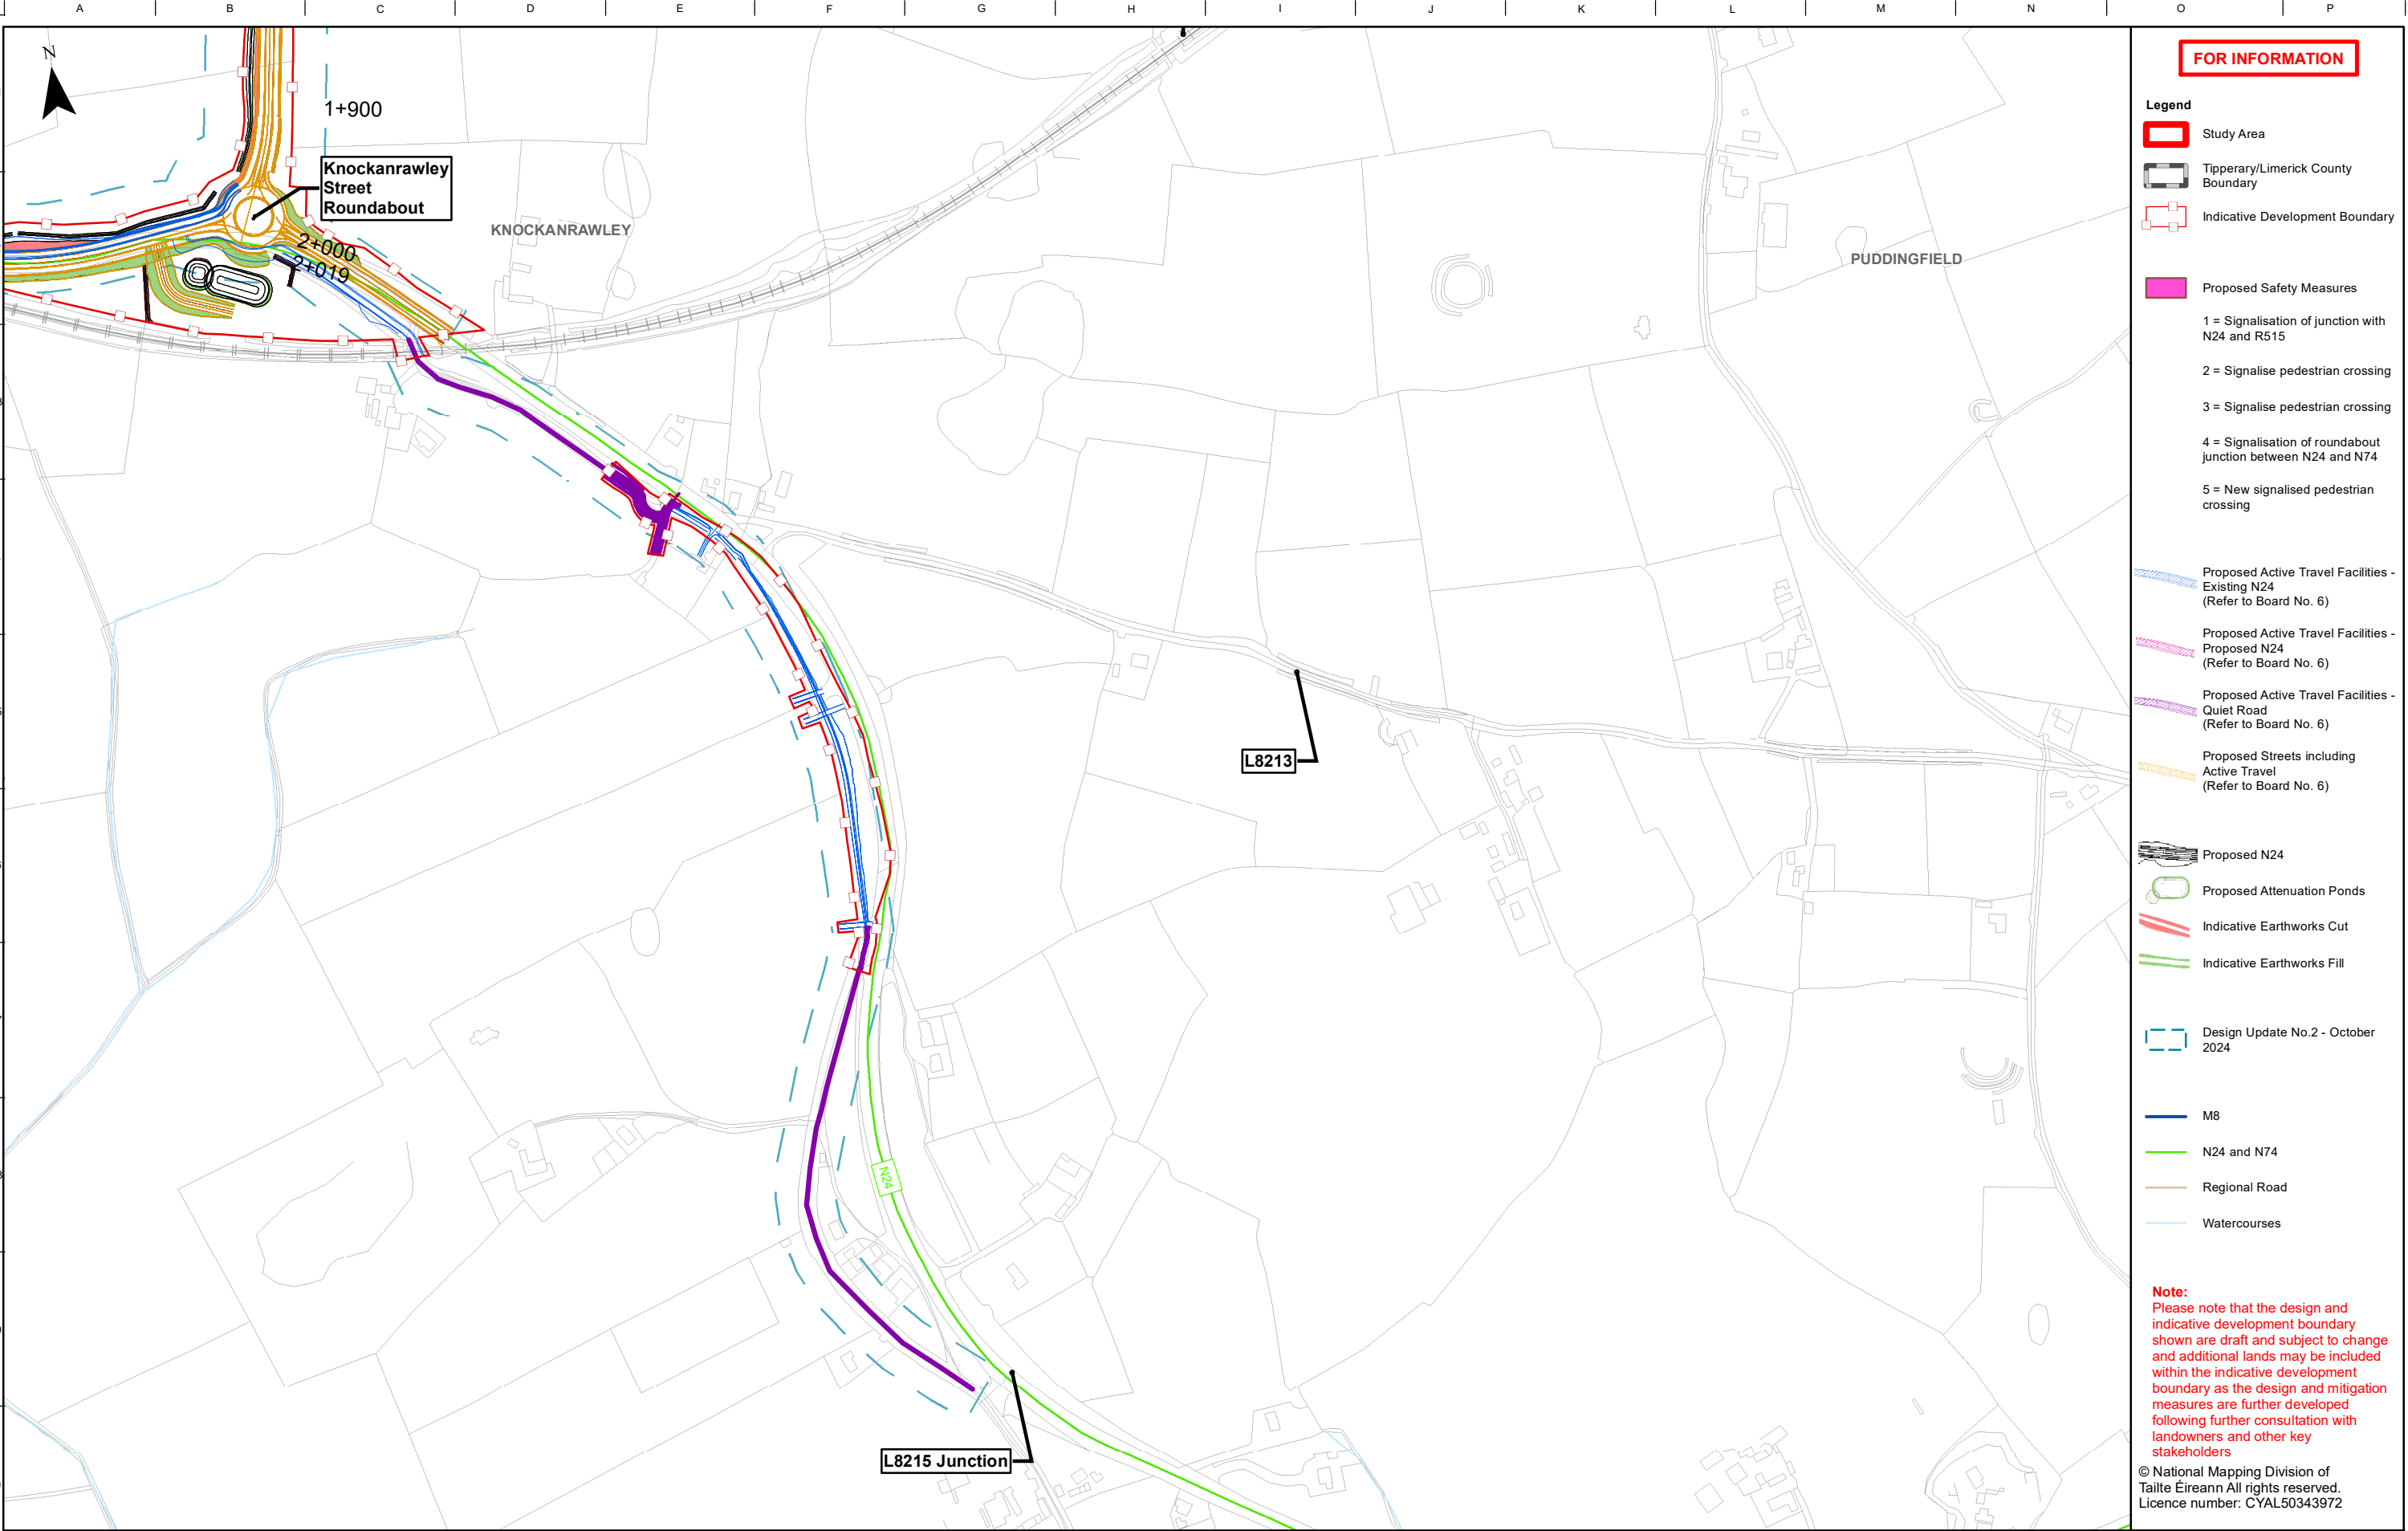 A B C D E F G H I J K L M N O P
N
1+900
Knockanrawley
Street
Roundabout
KNOCKANRAWLEY
2+000
2+019
PUDDINGFIELD
L8213
N24
L8215 Junction
FOR INFORMATION
Legend
Study Area
Tipperary/Limerick County
Boundary
Indicative Development Boundary
Proposed Safety Measures
1 = Signalisation of junction with
N24 and R515
2 = Signalise pedestrian crossing
3 = Signalise pedestrian crossing
4 = Signalisation of roundabout
junction between N24 and N74
5 = New signalised pedestrian
crossing
Proposed Active Travel Facilities -
Existing N24
(Refer to Board No. 6)
Proposed Active Travel Facilities -
Proposed N24
(Refer to Board No. 6)
Proposed Active Travel Facilities -
Quiet Road
(Refer to Board No. 6)
Proposed Streets including
Active Travel
(Refer to Board No. 6)
Proposed N24
Proposed Attenuation Ponds
Indicative Earthworks Cut
Indicative Earthworks Fill
Design Update No.2 - October
2024
M8
N24 and N74
Regional Road
Watercourses
Note:
Please note that the design and
indicative development boundary
shown are draft and subject to change
and additional lands may be included
within the indicative development
boundary as the design and mitigation
measures are further developed
following further consultation with
landowners and other key
stakeholders
© National Mapping Division of
Tailte Éireann All rights reserved.
Licence number: CYAL50343972